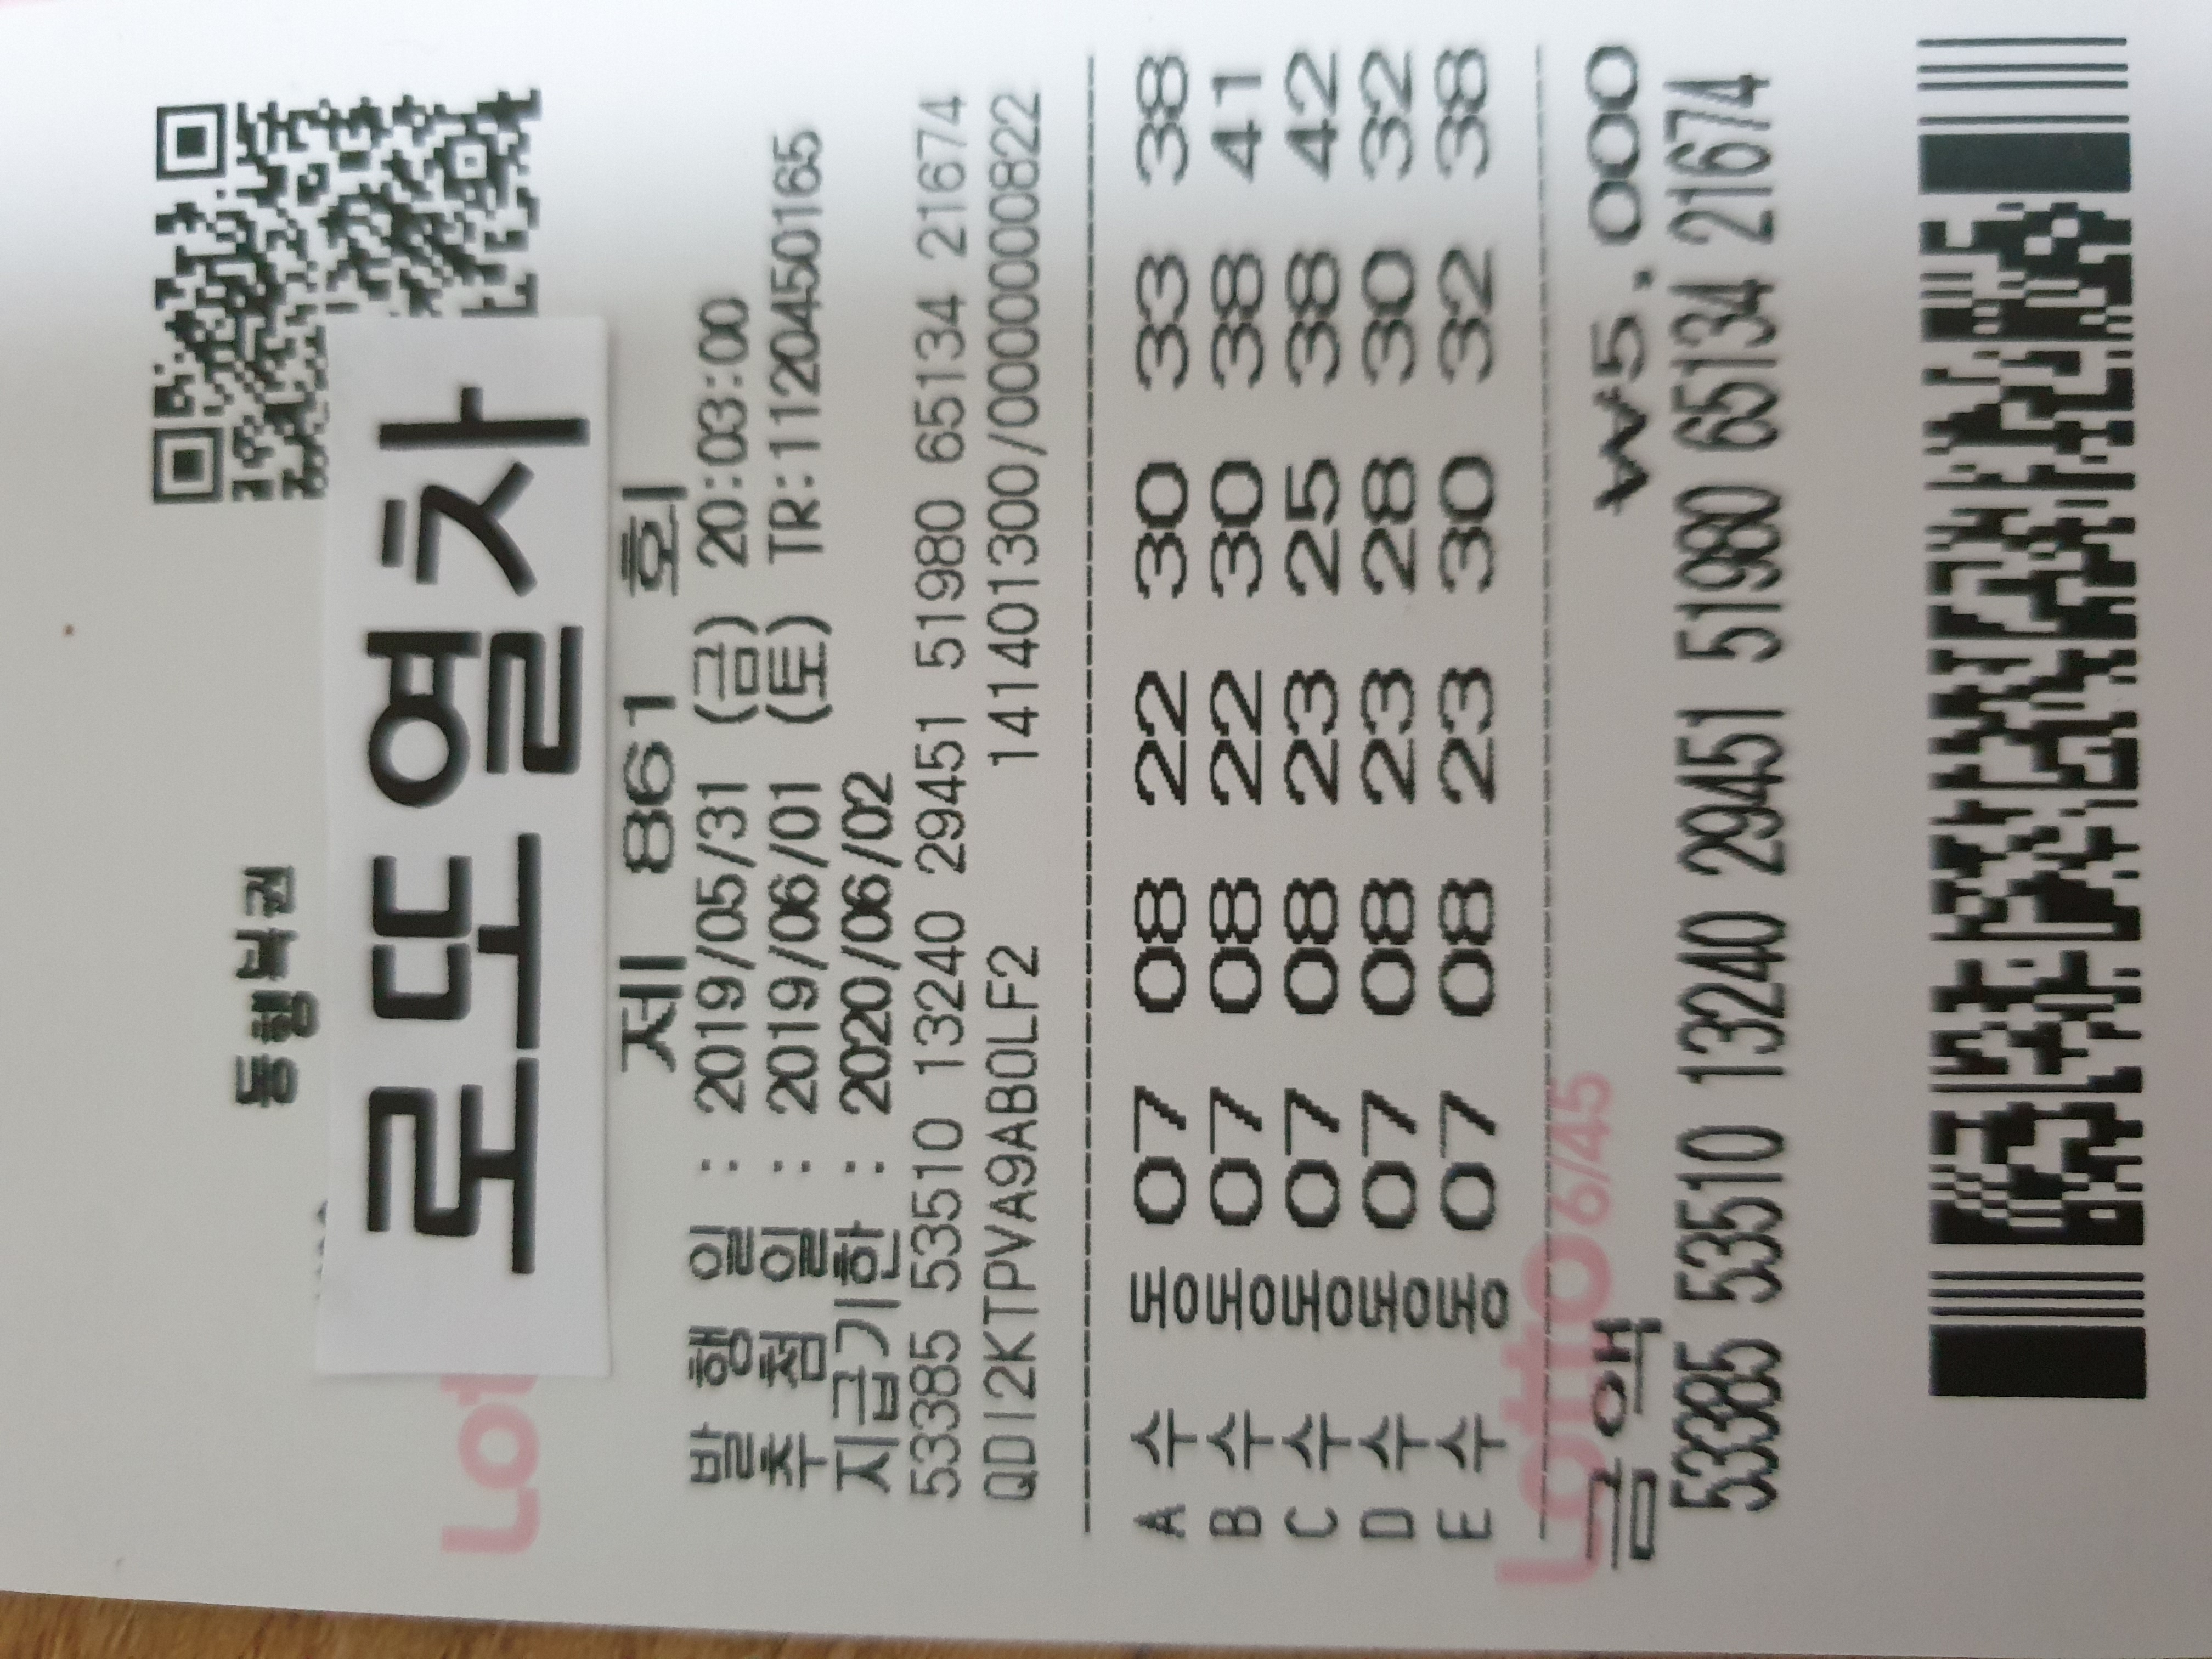 동행복권
로또열차
제 861 회
발 행 일 : 2019/05/31 (금) 20:03:00
추 첨 일 : 2019/06/01 (토) TR:11204501 65
지급기한 : 2020/06/02
53385 53510 13240 29451 51980 65134 21674
QDI2KTPVA9ABOLF2 141401300/0000000822
A 수동 07 08 22 30 33 38
B 수동 07 08 22 30 38 41
C 수동 07 08 23 25 38 42
D 수동 07 08 23 28 30 32
E 수동 07 08 23 30 32 38
Lotto 6/45
금액 ₩5,000
53385 53510 13240 29451 51980 65134 21674